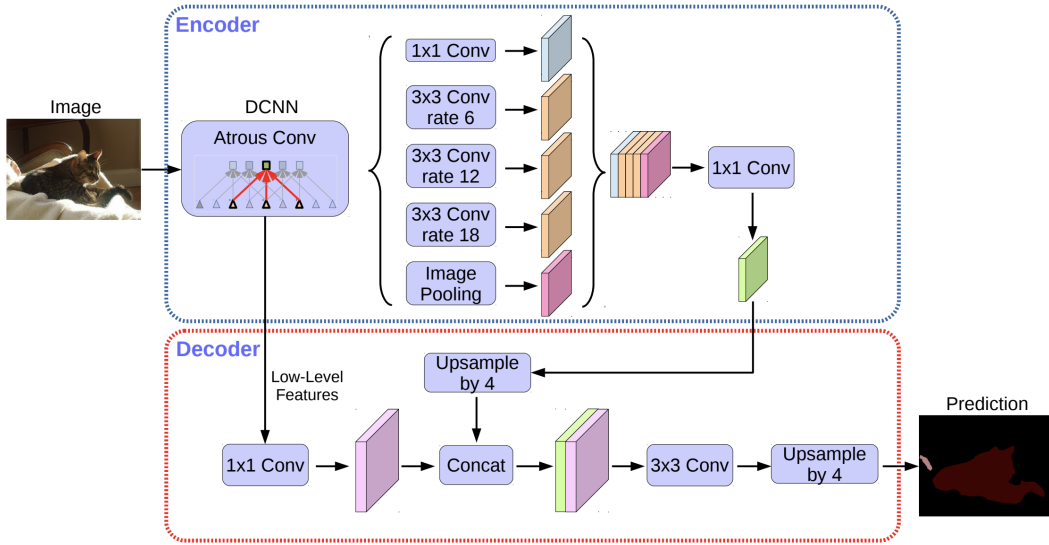 Encoder
Image
DCNN
Atrous Conv
1x1 Conv
3x3 Conv
rate 6
3x3 Conv
rate 12
3x3 Conv
rate 18
Image
Pooling
1x1 Conv
Decoder
Low-Level
Features
Upsample
by 4
1x1 Conv
Concat
3x3 Conv
Upsample
by 4
Prediction